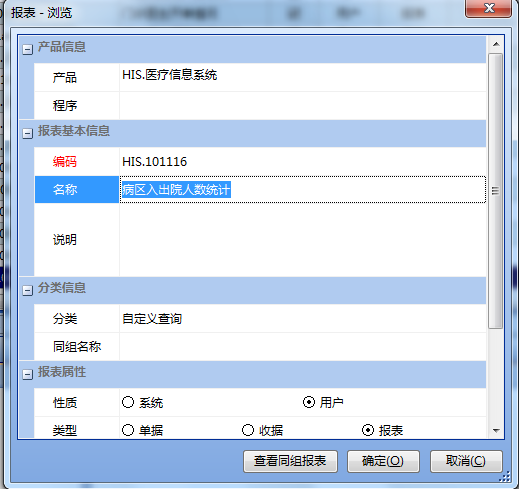 报表 - 浏览
产品信息
产品 HIS.医疗信息系统
程序
报表基本信息
编码 HIS.101116
名称 病区入出院人数统计
说明
分类信息
分类 自定义查询
同组名称
报表属性
性质 系统 用户
类型 单据 收据 报表
查看同组报表 确定(O) 取消(C)